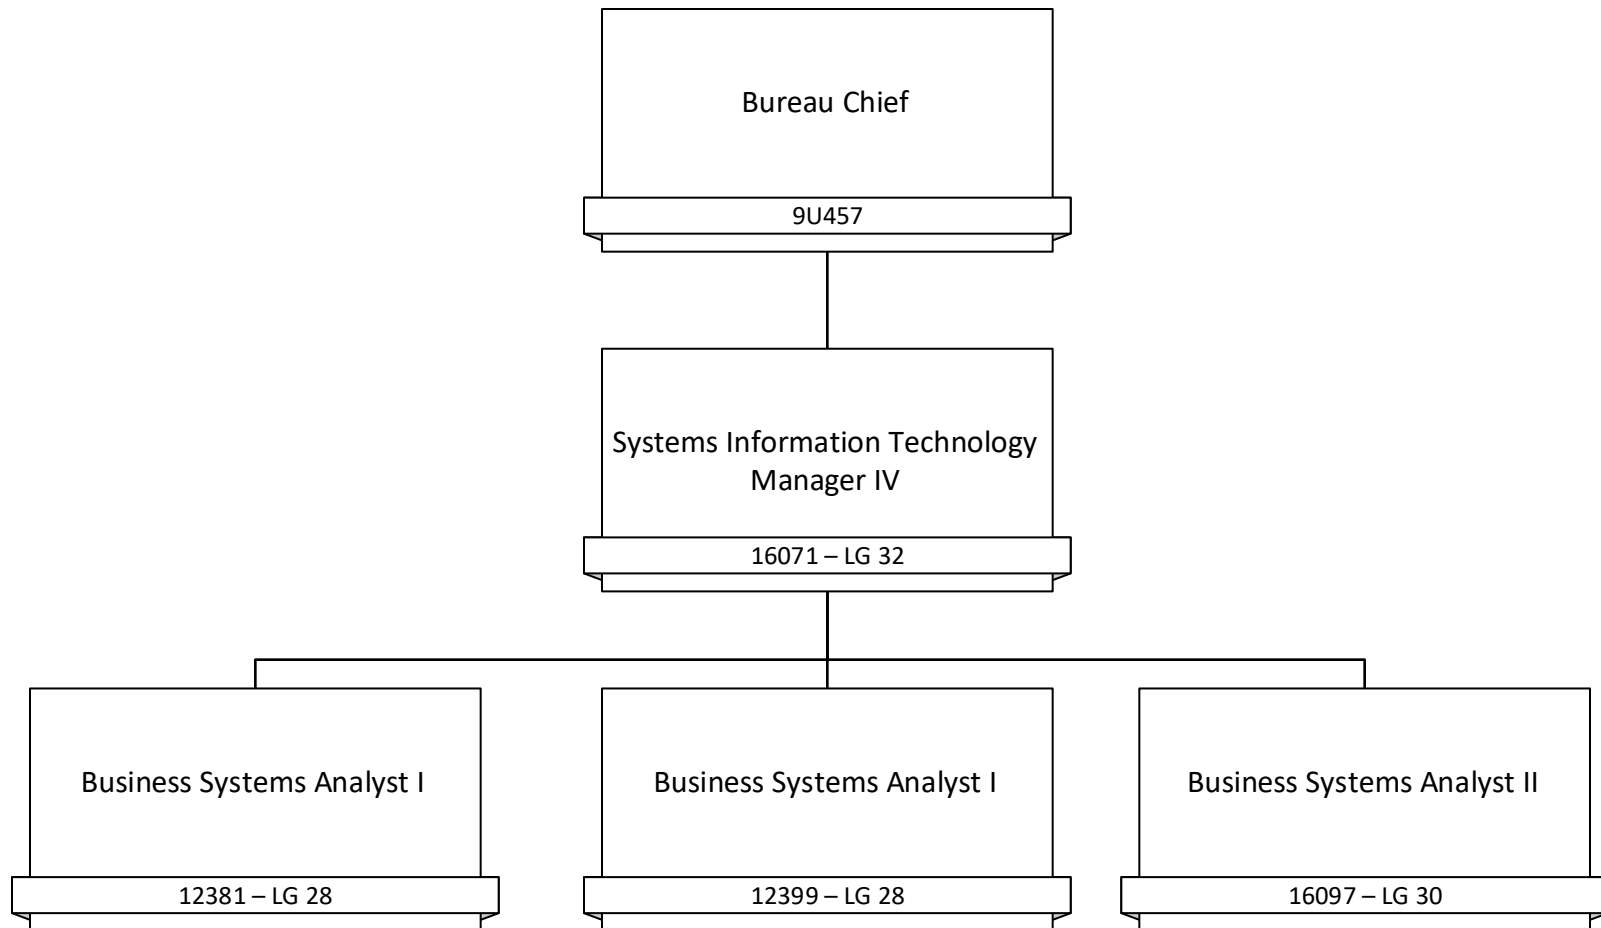 Bureau Chief
9U457
Systems Information Technology
Manager IV
16071 – LG 32
Business Systems Analyst I
12381 – LG 28
Business Systems Analyst I
12399 – LG 28
Business Systems Analyst II
16097 – LG 30